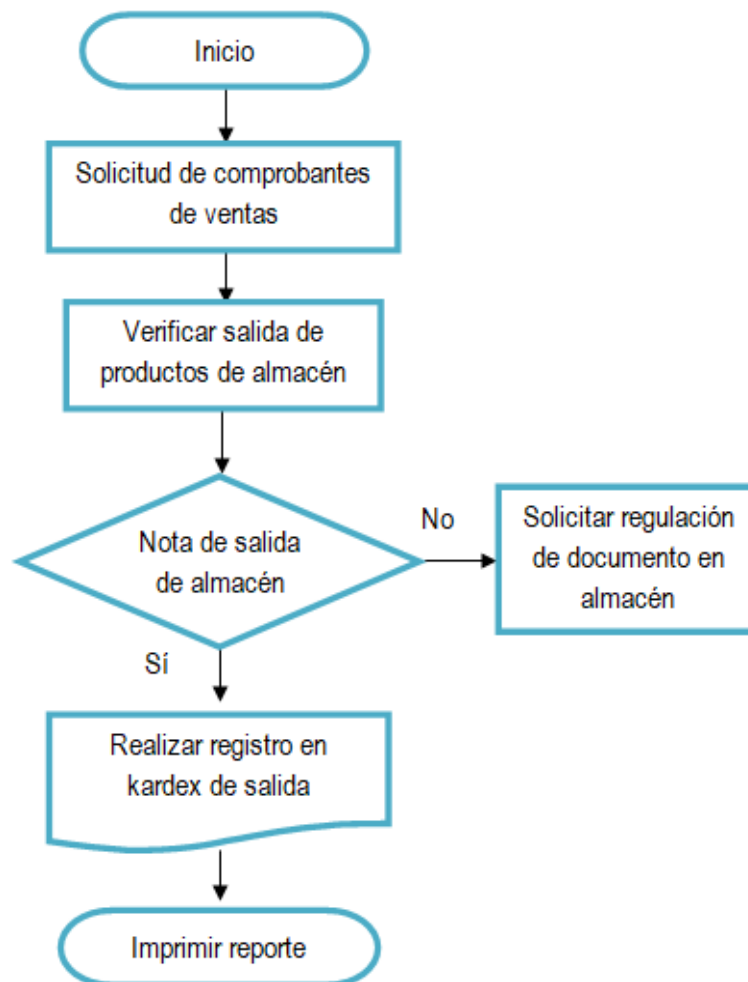 Inicio
Solicitud de comprobantes
de ventas
Verificar salida de
productos de almacén
Nota de salida
de almacén
No
Solicitar regulación
de documento en
almacén
Sí
Realizar registro en
kardex de salida
Imprimir reporte